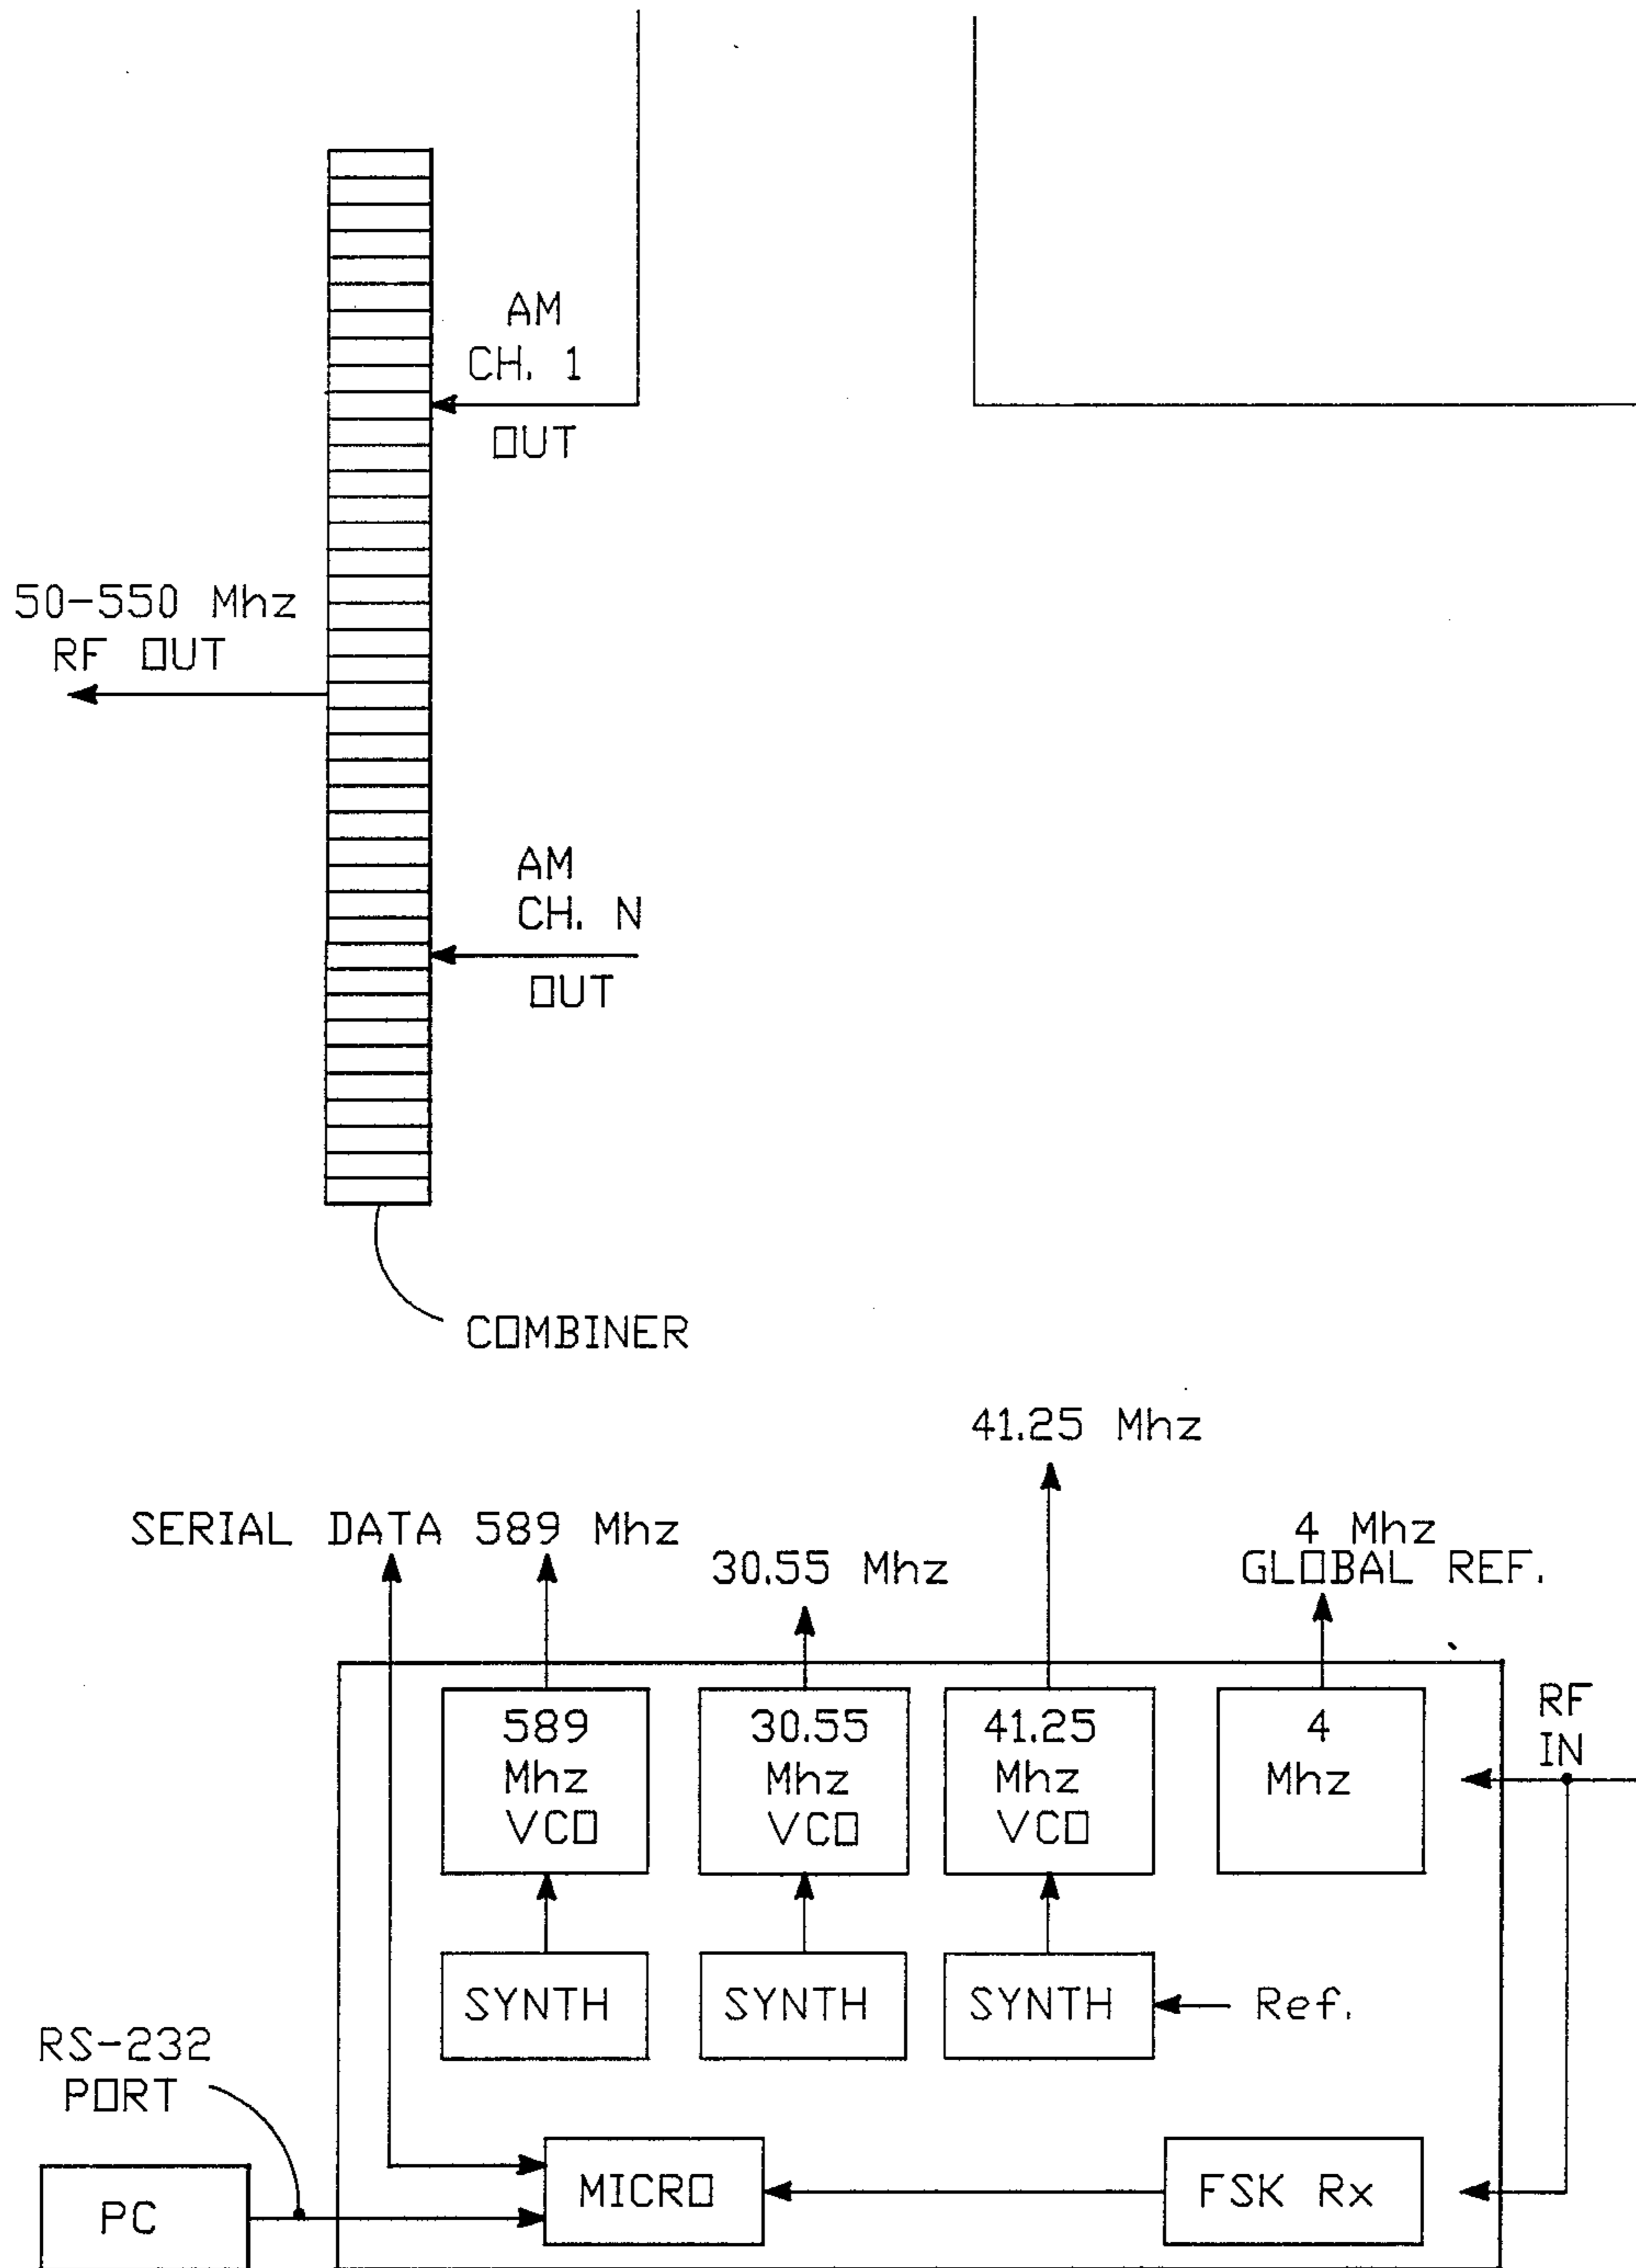 AM
CH. 1
OUT
50-550 Mhz
RF OUT
AM
CH. N
OUT
COMBINER
41.25 Mhz
SERIAL DATA 589 Mhz
30.55 Mhz
4 Mhz
GLOBAL REF.
589
Mhz
VCO
30.55
Mhz
VCO
41.25
Mhz
VCO
4
Mhz
RF
IN
SYNTH
SYNTH
SYNTH
Ref.
RS-232
PORT
PC
MICRO
FSK Rx